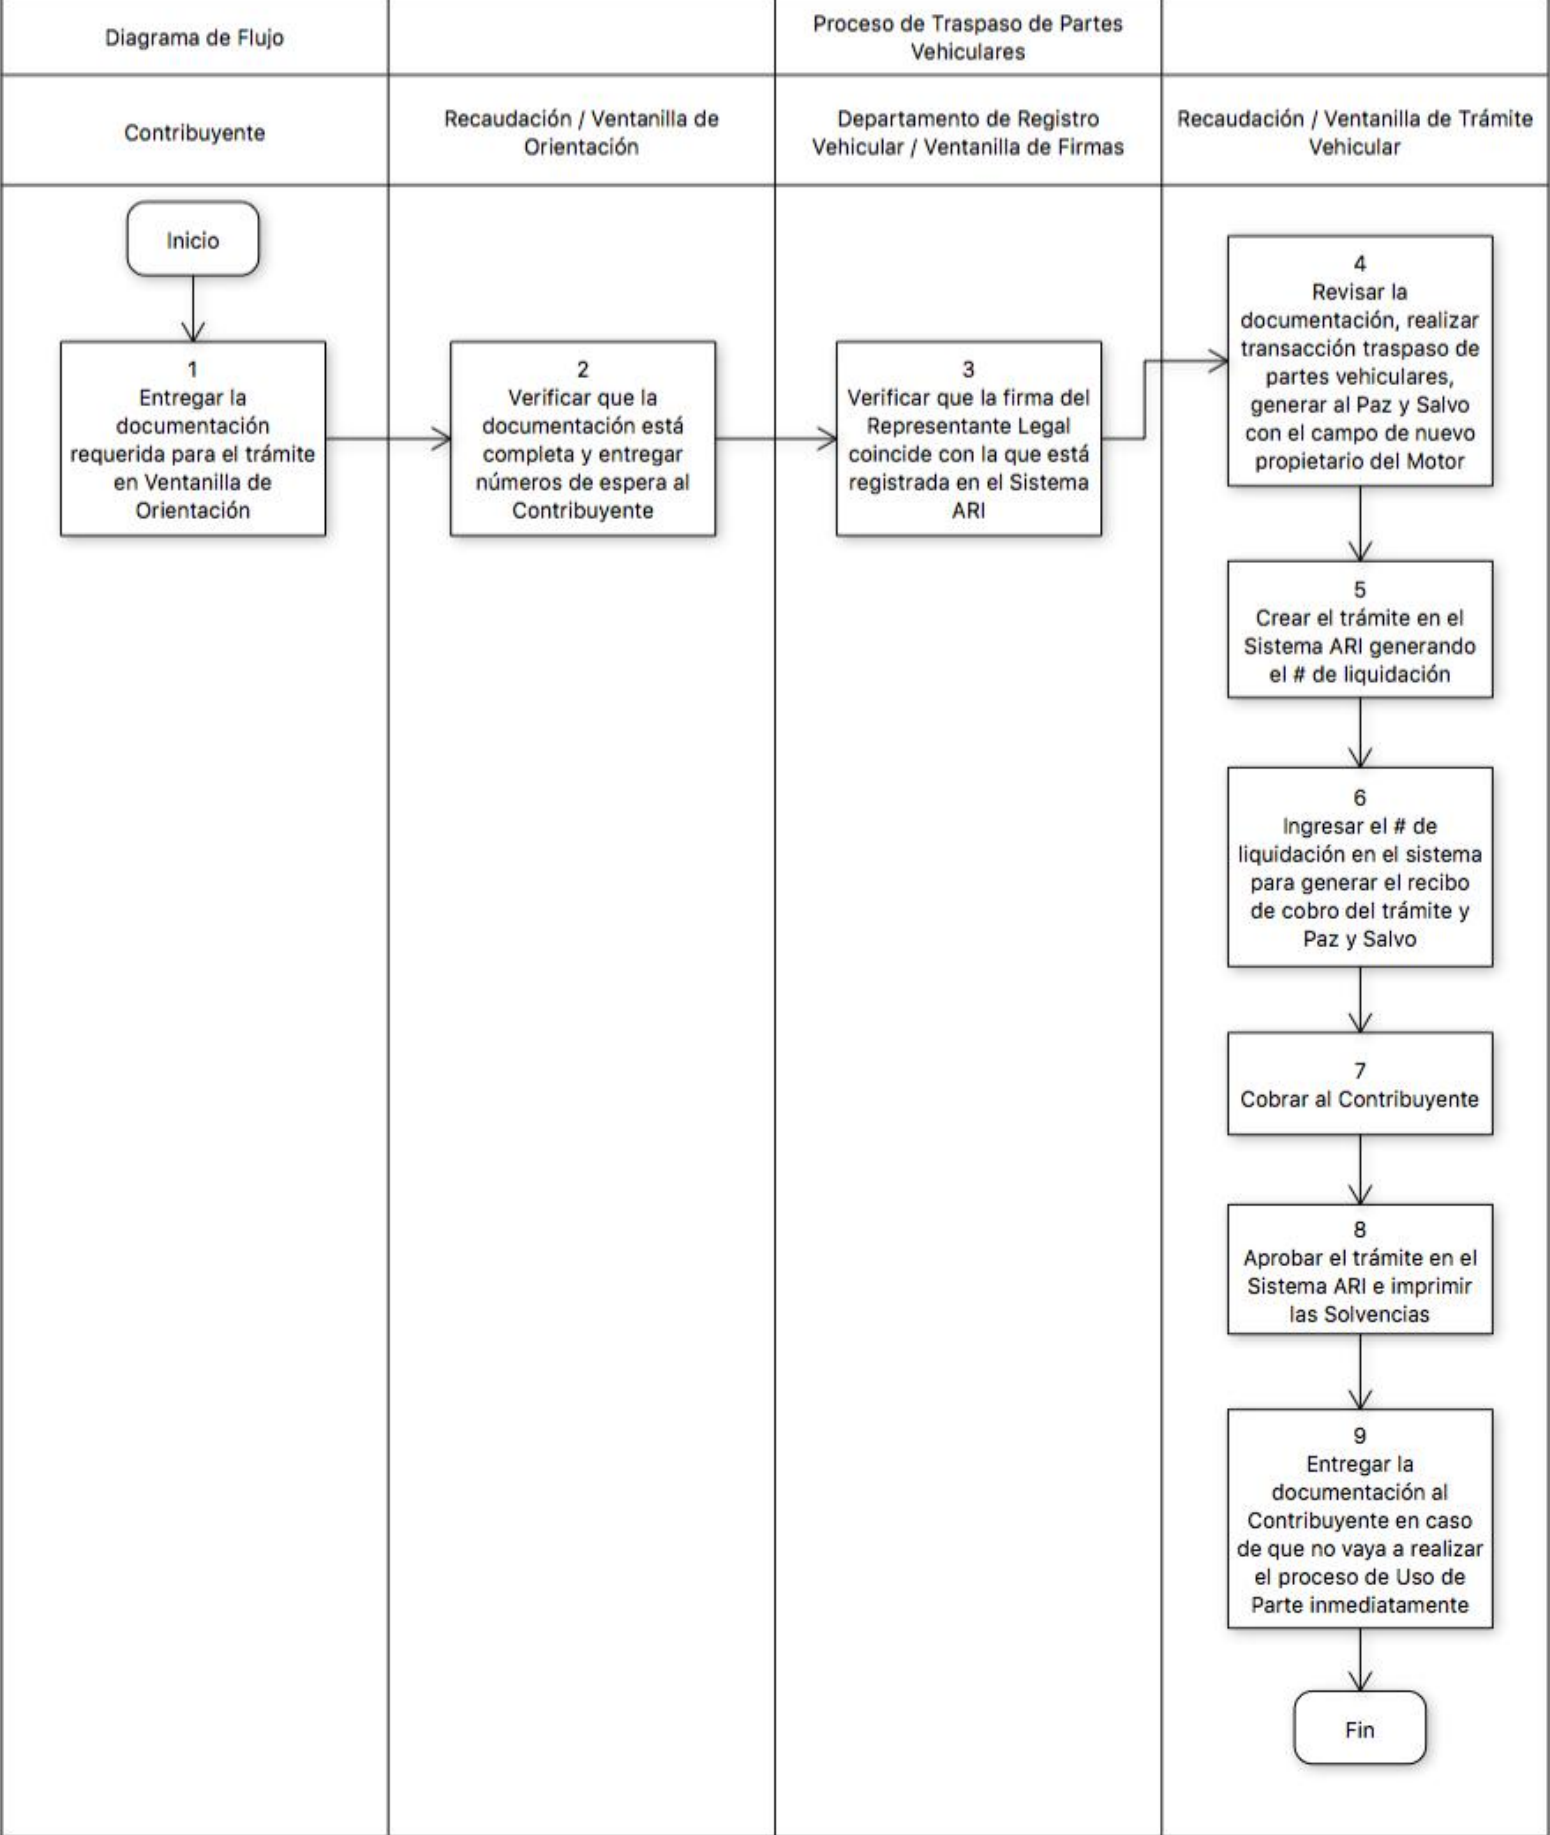 Diagrama de Flujo
Proceso de Traspaso de Partes
Vehiculares
Contribuyente
Recaudación / Ventanilla de
Orientación
Departamento de Registro
Vehicular / Ventanilla de Firmas
Recaudación / Ventanilla de Trámite
Vehicular
Inicio
1
Entregar la
documentación
requerida para el trámite
en Ventanilla de
Orientación
2
Verificar que la
documentación está
completa y entregar
números de espera al
Contribuyente
3
Verificar que la firma del
Representante Legal
coincide con la que está
registrada en el Sistema
ARI
4
Revisar la
documentación, realizar
transacción traspaso de
partes vehiculares,
generar al Paz y Salvo
con el campo de nuevo
propietario del Motor
5
Crear el trámite en el
Sistema ARI generando
el # de liquidación
6
Ingresar el # de
liquidación en el sistema
para generar el recibo
de cobro del trámite y
Paz y Salvo
7
Cobrar al Contribuyente
8
Aprobar el trámite en el
Sistema ARI e imprimir
las Solvencias
9
Entregar la
documentación al
Contribuyente en caso
de que no vaya a realizar
el proceso de Uso de
Parte inmediatamente
Fin